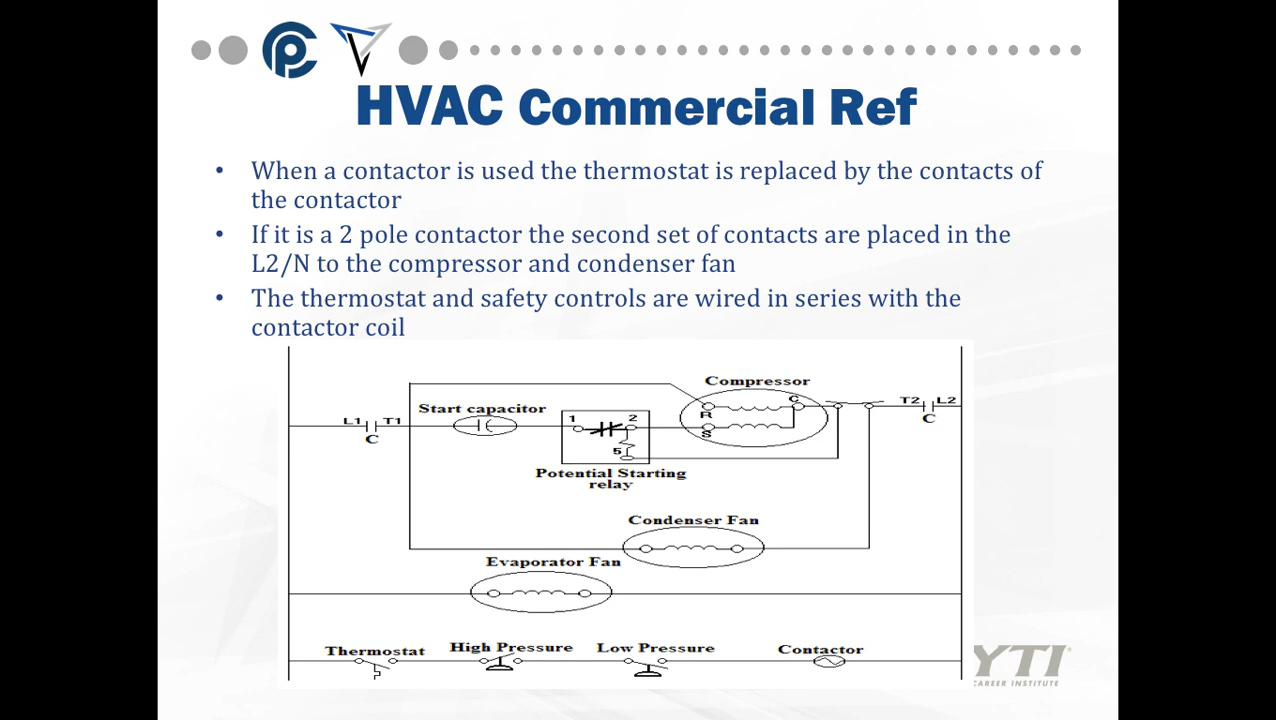 HVAC Commercial Ref
• When a contactor is used the thermostat is replaced by the contacts of
the contactor
• If it is a 2 pole contactor the second set of contacts are placed in the
L2/N to the compressor and condenser fan
• The thermostat and safety controls are wired in series with the
contactor coil
Compressor
Start capacitor
L1 T1
C
1 2
5
R
S
C
T2 L2
C
Potential Starting
relay
Condenser Fan
Evaporator Fan
Thermostat High Pressure Low Pressure Contactor
YTI
CAREER INSTITUTE